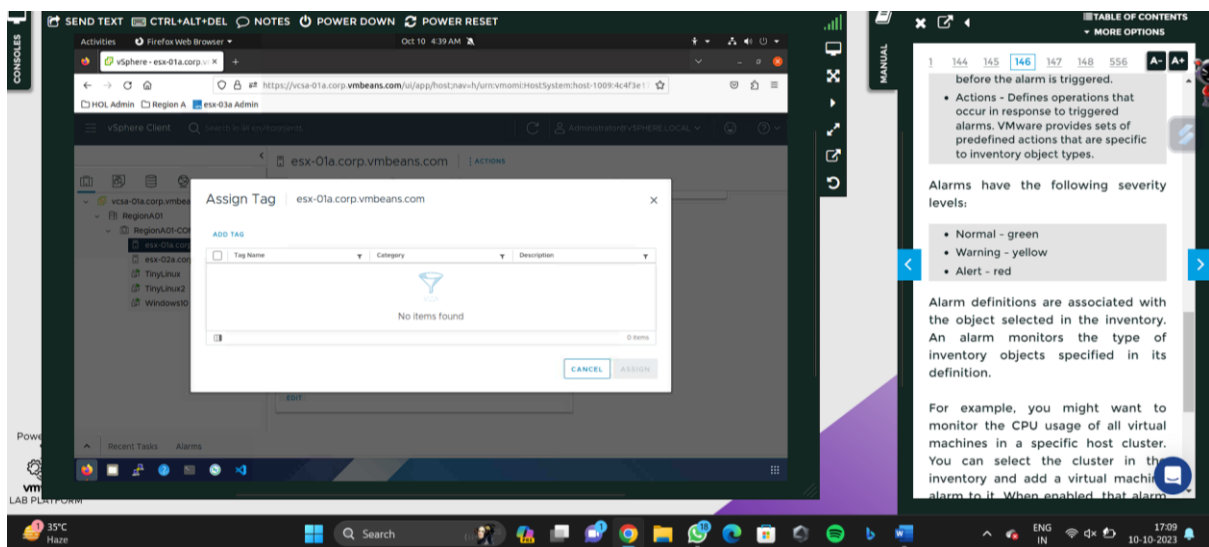 SEND TEXT CTRL+ALT+DEL NOTES POWER DOWN POWER RESET
CONSOLES
Activities Firefox Web Browser Oct 10 4:39 AM
vSphere - esx-01a.corp.v
https://vcsa-01a.corp.vmbeans.com/ui/app/host;nav=h/urn:vmomi:HostSystem:host-1009:4c4f3e1
HOL Admin Region A esx-03a Admin
vSphere Client Search in all environments Administrator@VSPHERE.LOCAL
esx-01a.corp.vmbeans.com ACTIONS
vcsa-01a.corp.vmbea
RegionA01
RegionA01-CO
esx-01a.corp
esx-02a.corp
TinyLinux
TinyLinux2
Windows10
Assign Tag esx-01a.corp.vmbeans.com
ADD TAG
Tag Name Category Description
No items found
0 items
CANCEL ASSIGN
EDIT
Recent Tasks Alarms
Powe
vm
LAB PLATFORM
TABLE OF CONTENTS
MORE OPTIONS
MANUAL
1 144 145 146 147 148 556 A- A+
before the alarm is triggered.
Actions - Defines operations that
occur in response to triggered
alarms. VMware provides sets of
predefined actions that are specific
to inventory object types.
Alarms have the following severity
levels:
Normal - green
Warning - yellow
Alert - red
Alarm definitions are associated with
the object selected in the inventory.
An alarm monitors the type of
inventory objects specified in its
definition.
For example, you might want to
monitor the CPU usage of all virtual
machines in a specific host cluster.
You can select the cluster in the
inventory and add a virtual machin
alarm to it. When enabled, that alarm
1 35°C
Haze
Search
ENG
IN
17:09
10-10-2023